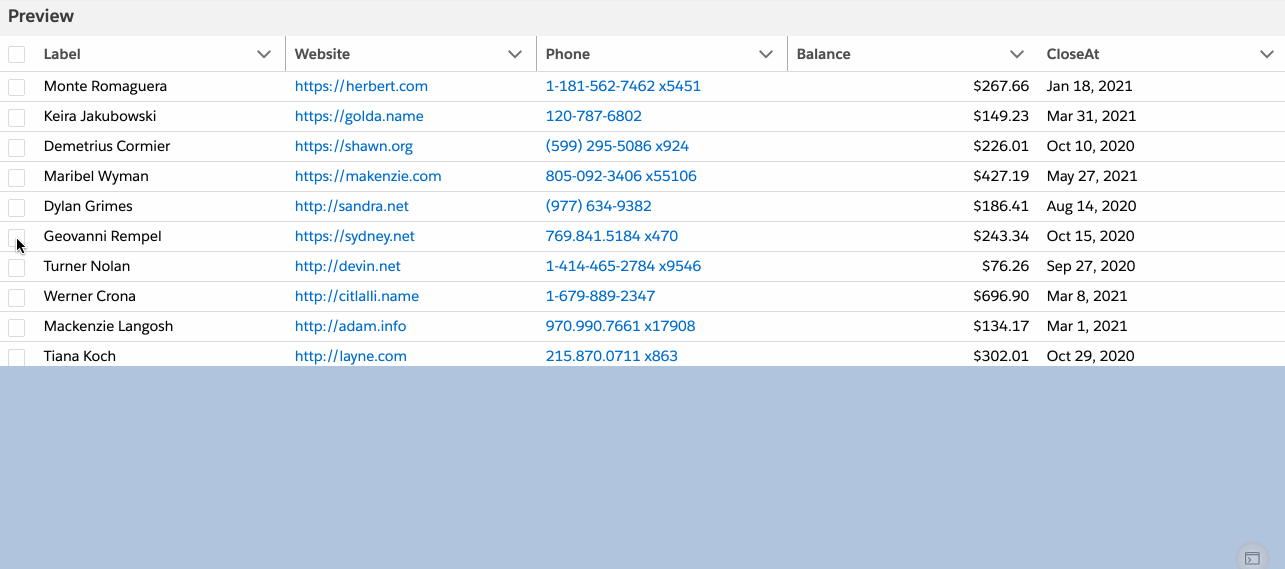 Preview
Label Website Phone Balance CloseAt
Monte Romaguera https://herbert.com 1-181-562-7462 x5451 $267.66 Jan 18, 2021
Keira Jakubowski https://golda.name 120-787-6802 $149.23 Mar 31, 2021
Demetrius Cormier https://shawn.org (599) 295-5086 x924 $226.01 Oct 10, 2020
Maribel Wyman https://makenzie.com 805-092-3406 x55106 $427.19 May 27, 2021
Dylan Grimes http://sandra.net (977) 634-9382 $186.41 Aug 14, 2020
Geovanni Rempel https://sydney.net 769.841.5184 x470 $243.34 Oct 15, 2020
Turner Nolan http://devin.net 1-414-465-2784 x9546 $76.26 Sep 27, 2020
Werner Crona http://citlalli.name 1-679-889-2347 $696.90 Mar 8, 2021
Mackenzie Langosh http://adam.info 970.990.7661 x17908 $134.17 Mar 1, 2021
Tiana Koch http://layne.com 215.870.0711 x863 $302.01 Oct 29, 2020